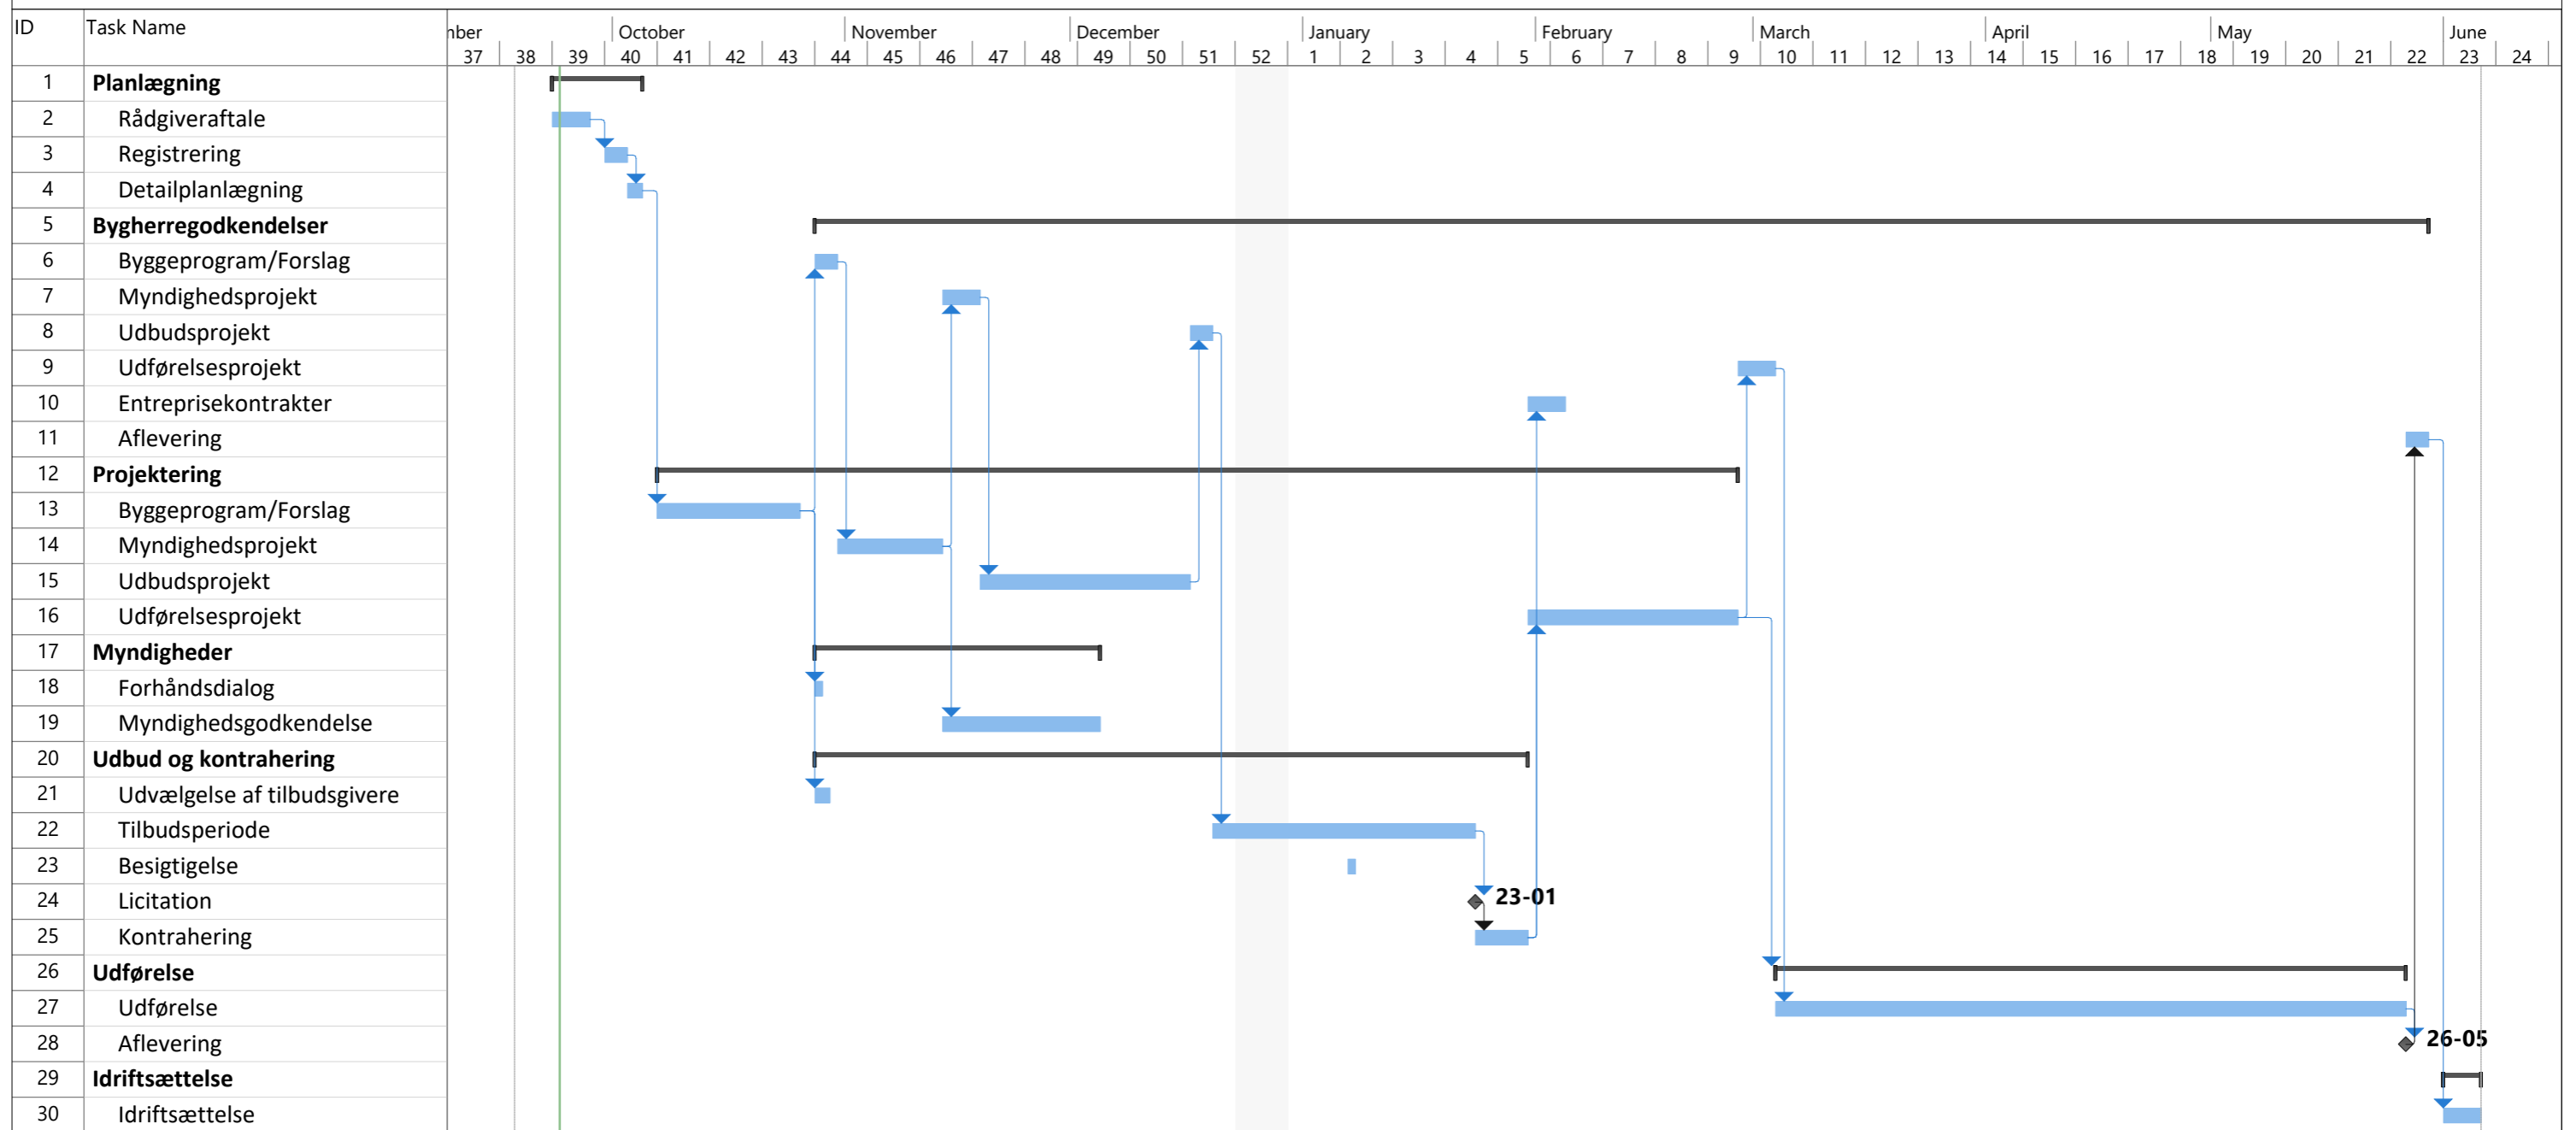 ID Task Name nber October November December January February March April May June
37 38 39 40 41 42 43 44 45 46 47 48 49 50 51 52 1 2 3 4 5 6 7 8 9 10 11 12 13 14 15 16 17 18 19 20 21 22 23 24
1 Planlægning
2 Rådgiveraftale
3 Registrering
4 Detailplanlægning
5 Bygherregodkendelser
6 Byggeprogram/Forslag
7 Myndighedsprojekt
8 Udbudsprojekt
9 Udførelsesprojekt
10 Entreprisekontrakter
11 Aflevering
12 Projektering
13 Byggeprogram/Forslag
14 Myndighedsprojekt
15 Udbudsprojekt
16 Udførelsesprojekt
17 Myndigheder
18 Forhåndsdialog
19 Myndighedsgodkendelse
20 Udbud og kontrahering
21 Udvælgelse af tilbudsgivere
22 Tilbudsperiode
23 Besigtigelse
24 Licitation 23-01
25 Kontrahering
26 Udførelse
27 Udførelse
28 Aflevering 26-05
29 Idriftsættelse
30 Idriftsættelse